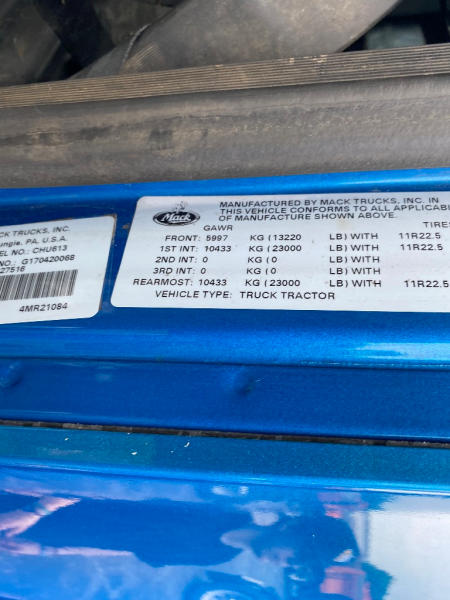 CK TRUCKS, INC.
ungie, PA. U.S.A.
EL NO.: CHU613
NO.: G170420068
27516
4MR21084
Mack
MANUFACTURED BY MACK TRUCKS, INC. IN
THIS VEHICLE CONFORMS TO ALL APPLICAB
OF MANUFACTURE SHOWN ABOVE.
GAWR TIRE
FRONT: 5997 KG (13220 LB) WITH 11R22.5
1ST INT: 10433 KG (23000 LB) WITH 11R22.5
2ND INT: 0 KG (0 LB) WITH
3RD INT: 0 KG (0 LB) WITH
REARMOST: 10433 KG (23000 LB) WITH 11R22.5
VEHICLE TYPE: TRUCK TRACTOR